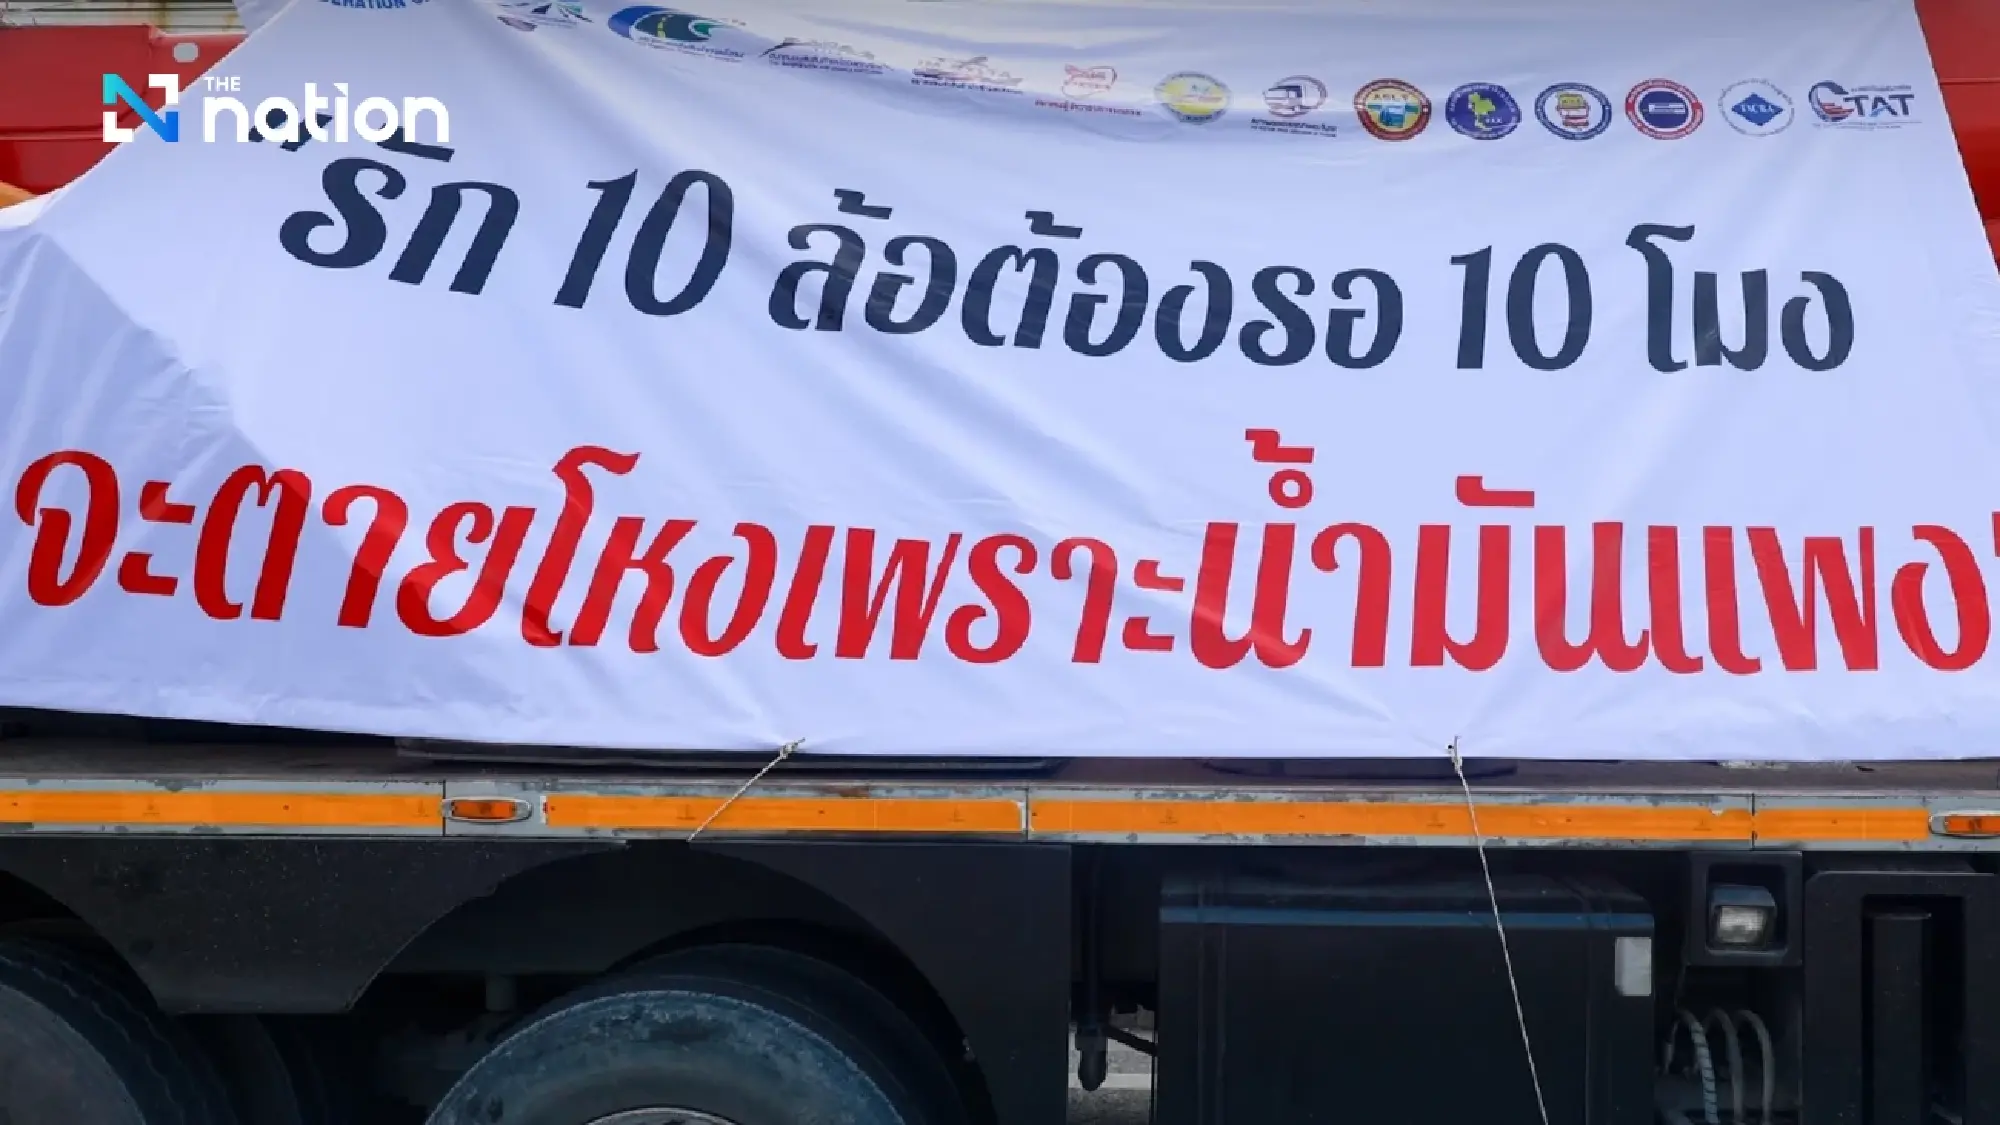 THE
nation
“รัก 10 ล้อต้องรอ 10 โมง
จะตายโหงเพราะน้ำมันแพง”
TAT